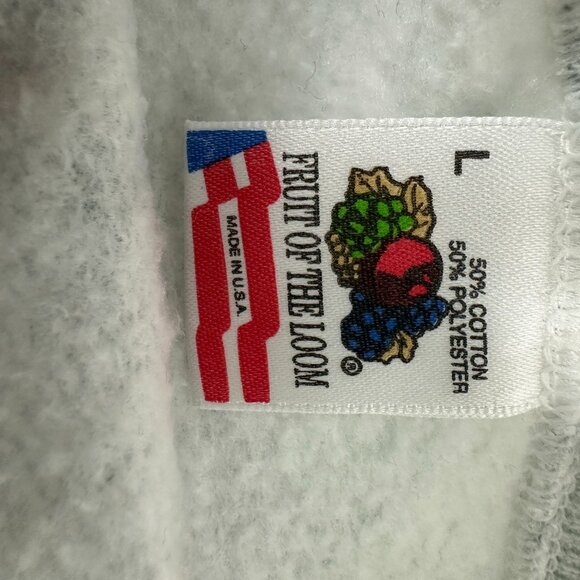 L
50% COTTON
50% POLYESTER
®
FRUIT OF THE LOOM
MADE IN U.S.A.